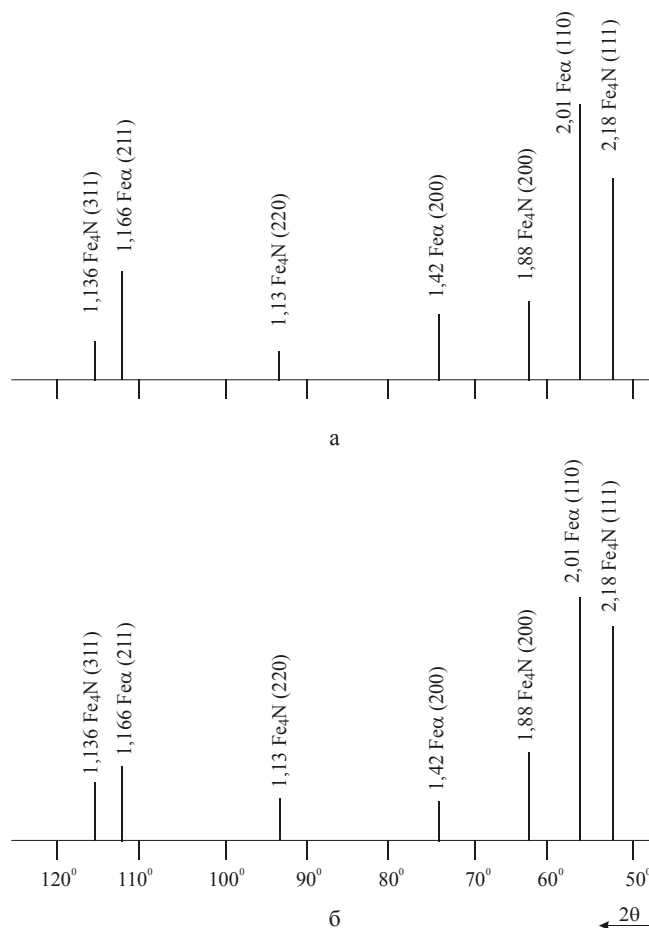 1,136 Fe₄N (311)
1,166 Feα (211)
1,13 Fe₄N (220)
1,42 Feα (200)
1,88 Fe₄N (200)
2,01 Feα (110)
2,18 Fe₄N (111)
а
1,136 Fe₄N (311)
1,166 Feα (211)
1,13 Fe₄N (220)
1,42 Feα (200)
1,88 Fe₄N (200)
2,01 Feα (110)
2,18 Fe₄N (111)
120⁰ 110⁰ 100⁰ 90⁰ 80⁰ 70⁰ 60⁰ 50⁰
б
2θ